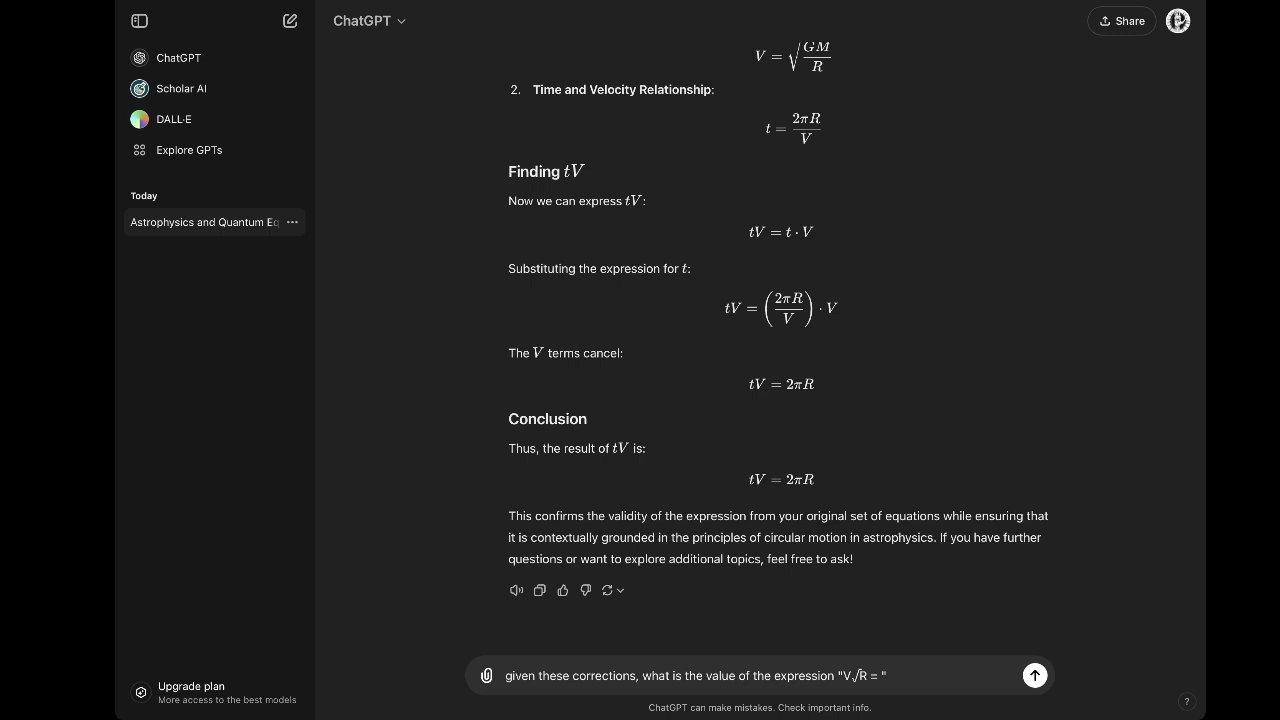 ChatGPT
Scholar AI
DALL·E
Explore GPTs
Today
Astrophysics and Quantum Eq
Upgrade plan
More access to the best models
ChatGPT
Share
V = √(GM/R)
2. Time and Velocity Relationship:
t = 2πR/V
Finding tV
Now we can express tV:
tV = t · V
Substituting the expression for t:
tV = (2πR/V) · V
The V terms cancel:
tV = 2πR
Conclusion
Thus, the result of tV is:
tV = 2πR
This confirms the validity of the expression from your original set of equations while ensuring that
it is contextually grounded in the principles of circular motion in astrophysics. If you have further
questions or want to explore additional topics, feel free to ask!
given these corrections, what is the value of the expression "V√R = "
ChatGPT can make mistakes. Check important info.
?